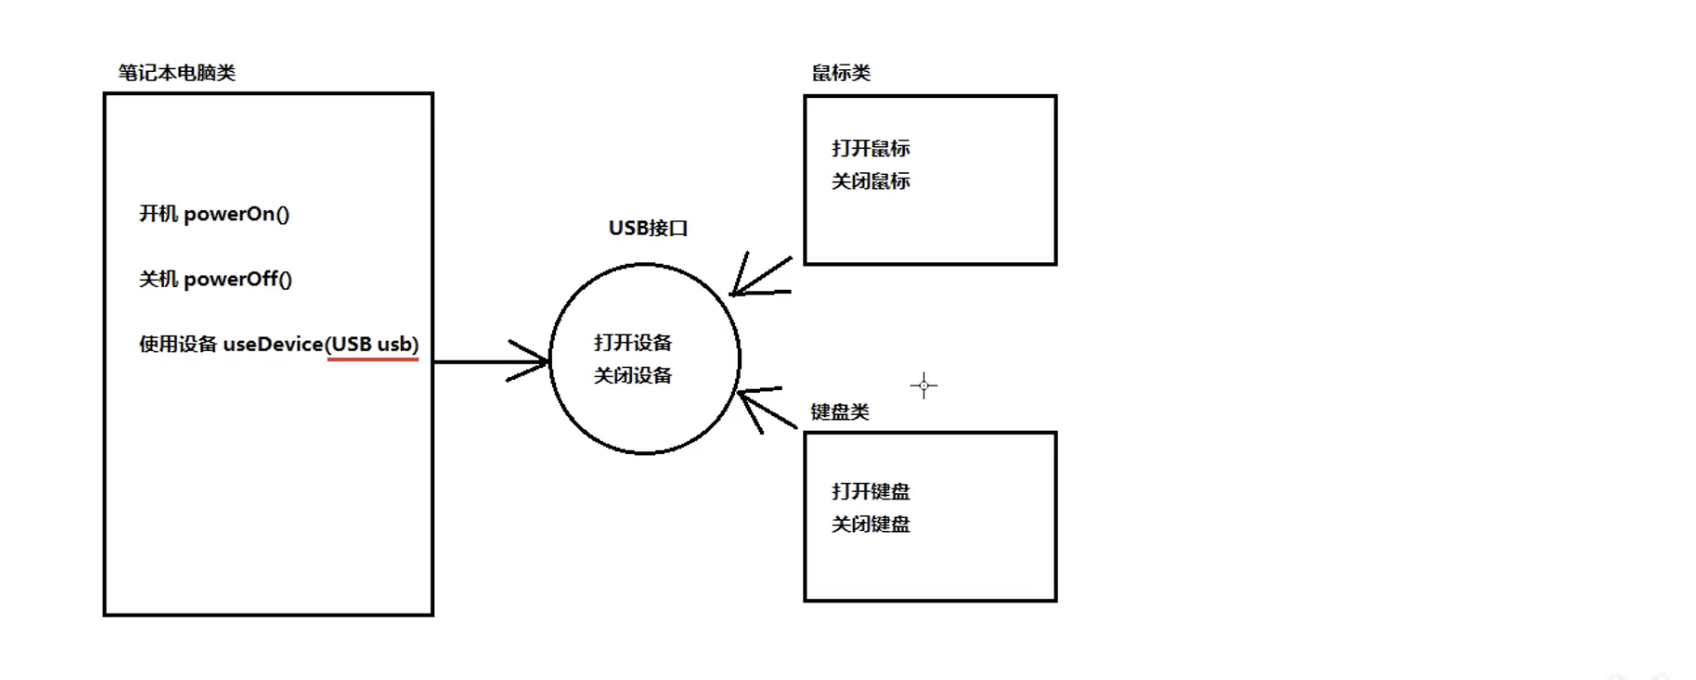 笔记本电脑类
开机 powerOn()
关机 powerOff()
使用设备 useDevice(USB usb)
USB接口
打开设备
关闭设备
鼠标类
打开鼠标
关闭鼠标
键盘类
打开键盘
关闭键盘